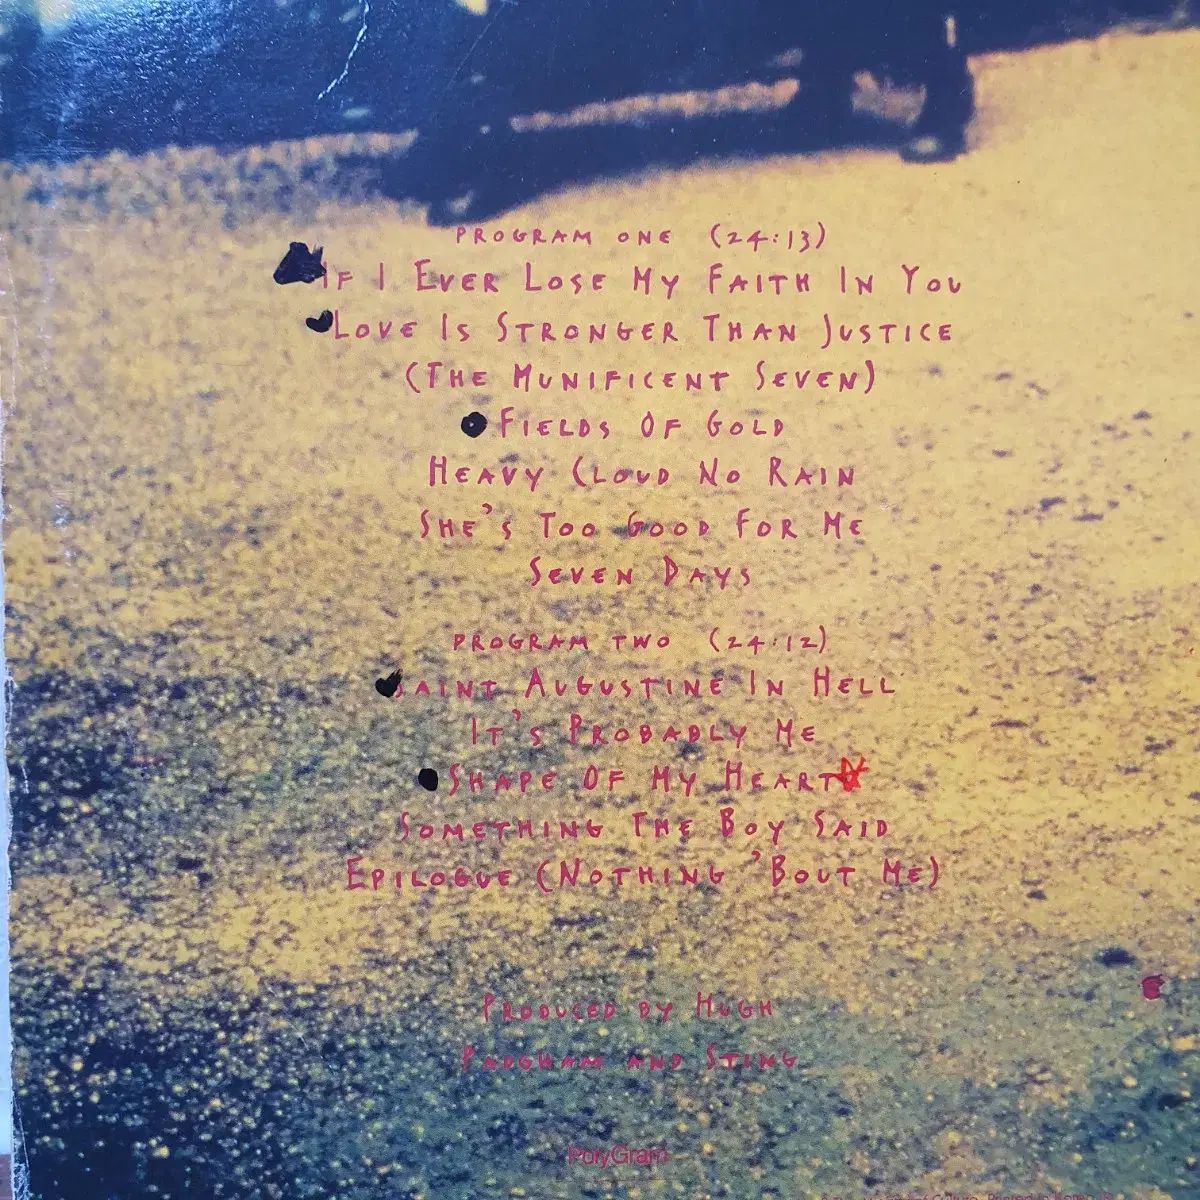 PROGRAM ONE (24:13)
IF I EVER LOSE MY FAITH IN YOU
LOVE IS STRONGER THAN JUSTICE
(THE MUNIFICENT SEVEN)
FIELDS OF GOLD
HEAVY CLOUD NO RAIN
SHE'S TOO GOOD FOR ME
SEVEN DAYS
PROGRAM TWO (24:12)
SAINT AUGUSTINE IN HELL
IT'S PROBABLY ME
SHAPE OF MY HEART
SOMETHING THE BOY SAID
EPILOGUE (NOTHING 'BOUT ME)
PRODUCED BY HUGH
PADGHAM AND STING
PolyGram